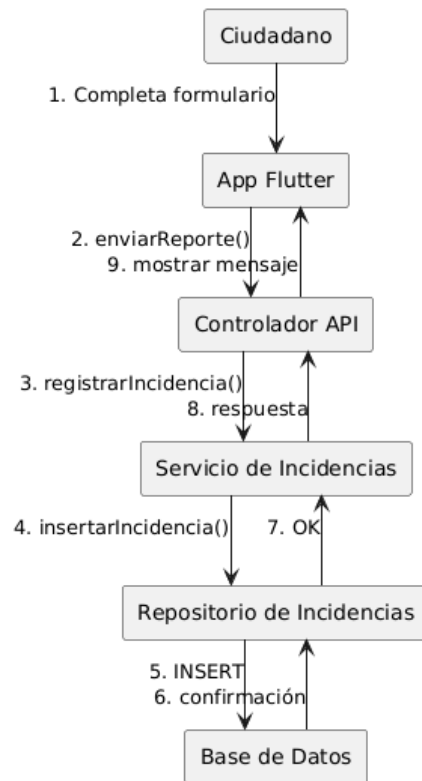 Ciudadano
1. Completa formulario
App Flutter
2. enviarReporte()
9. mostrar mensaje
Controlador API
3. registrarIncidencia()
8. respuesta
Servicio de Incidencias
4. insertarIncidencia()
7. OK
Repositorio de Incidencias
5. INSERT
6. confirmación
Base de Datos